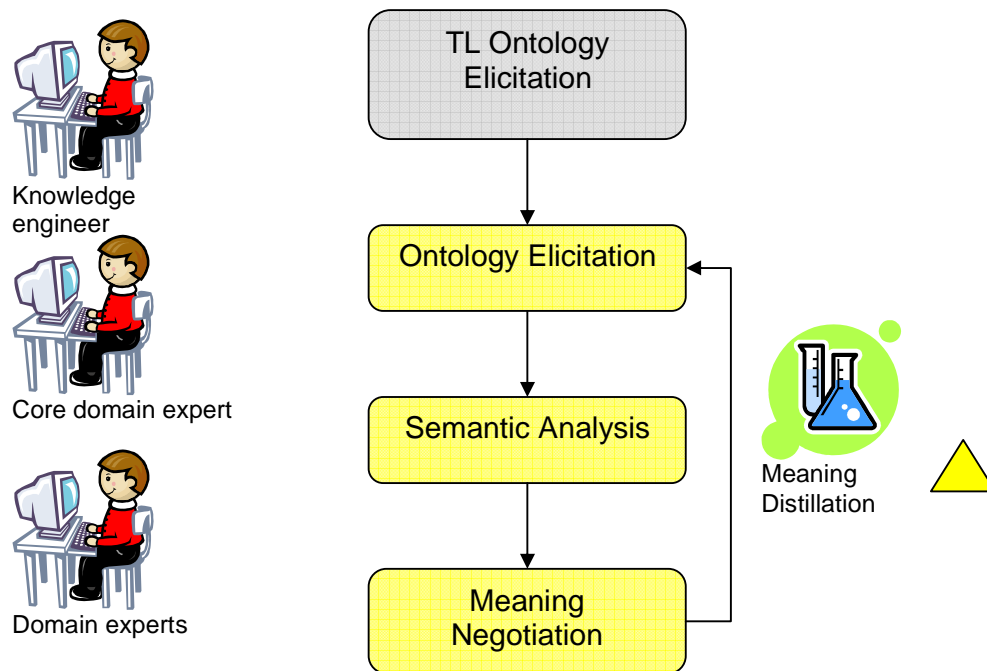 TL Ontology
Elicitation
Knowledge
engineer
Ontology Elicitation
Core domain expert
Semantic Analysis
Meaning
Distillation
Domain experts
Meaning
Negotiation